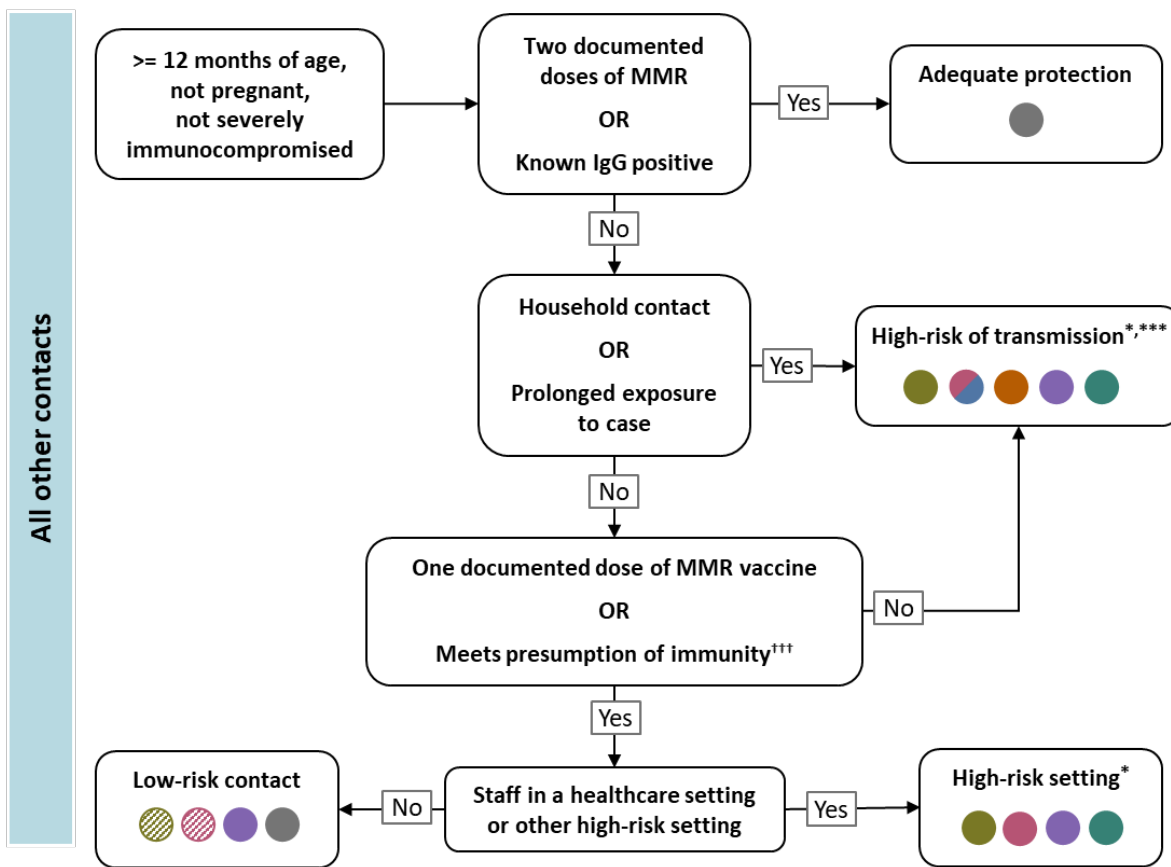 All other contacts
>= 12 months of age,
not pregnant,
not severely
immunocompromised
Two documented
doses of MMR
OR
Known IgG positive
Yes
Adequate protection
No
Household contact
OR
Prolonged exposure
to case
Yes
High-risk of transmission*,***
No
One documented dose of MMR vaccine
OR
Meets presumption of immunity†††
No
Yes
Staff in a healthcare setting
or other high-risk setting
No
Low-risk contact
Yes
High-risk setting*